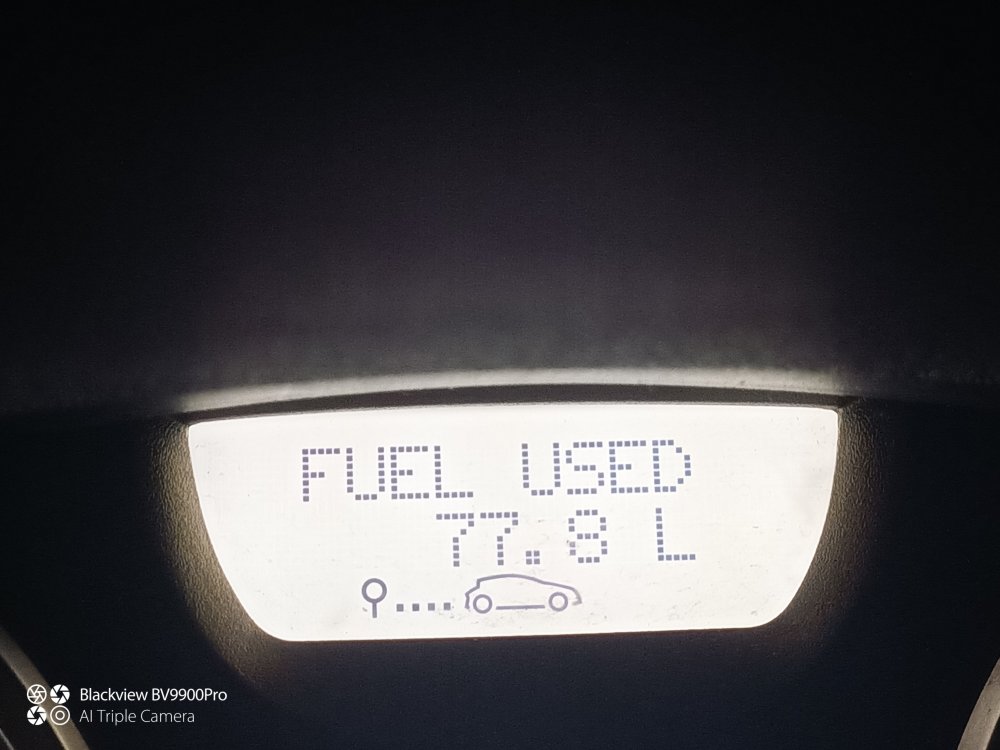 FUEL USED
77.8 L
Blackview BV9900Pro
AI Triple Camera